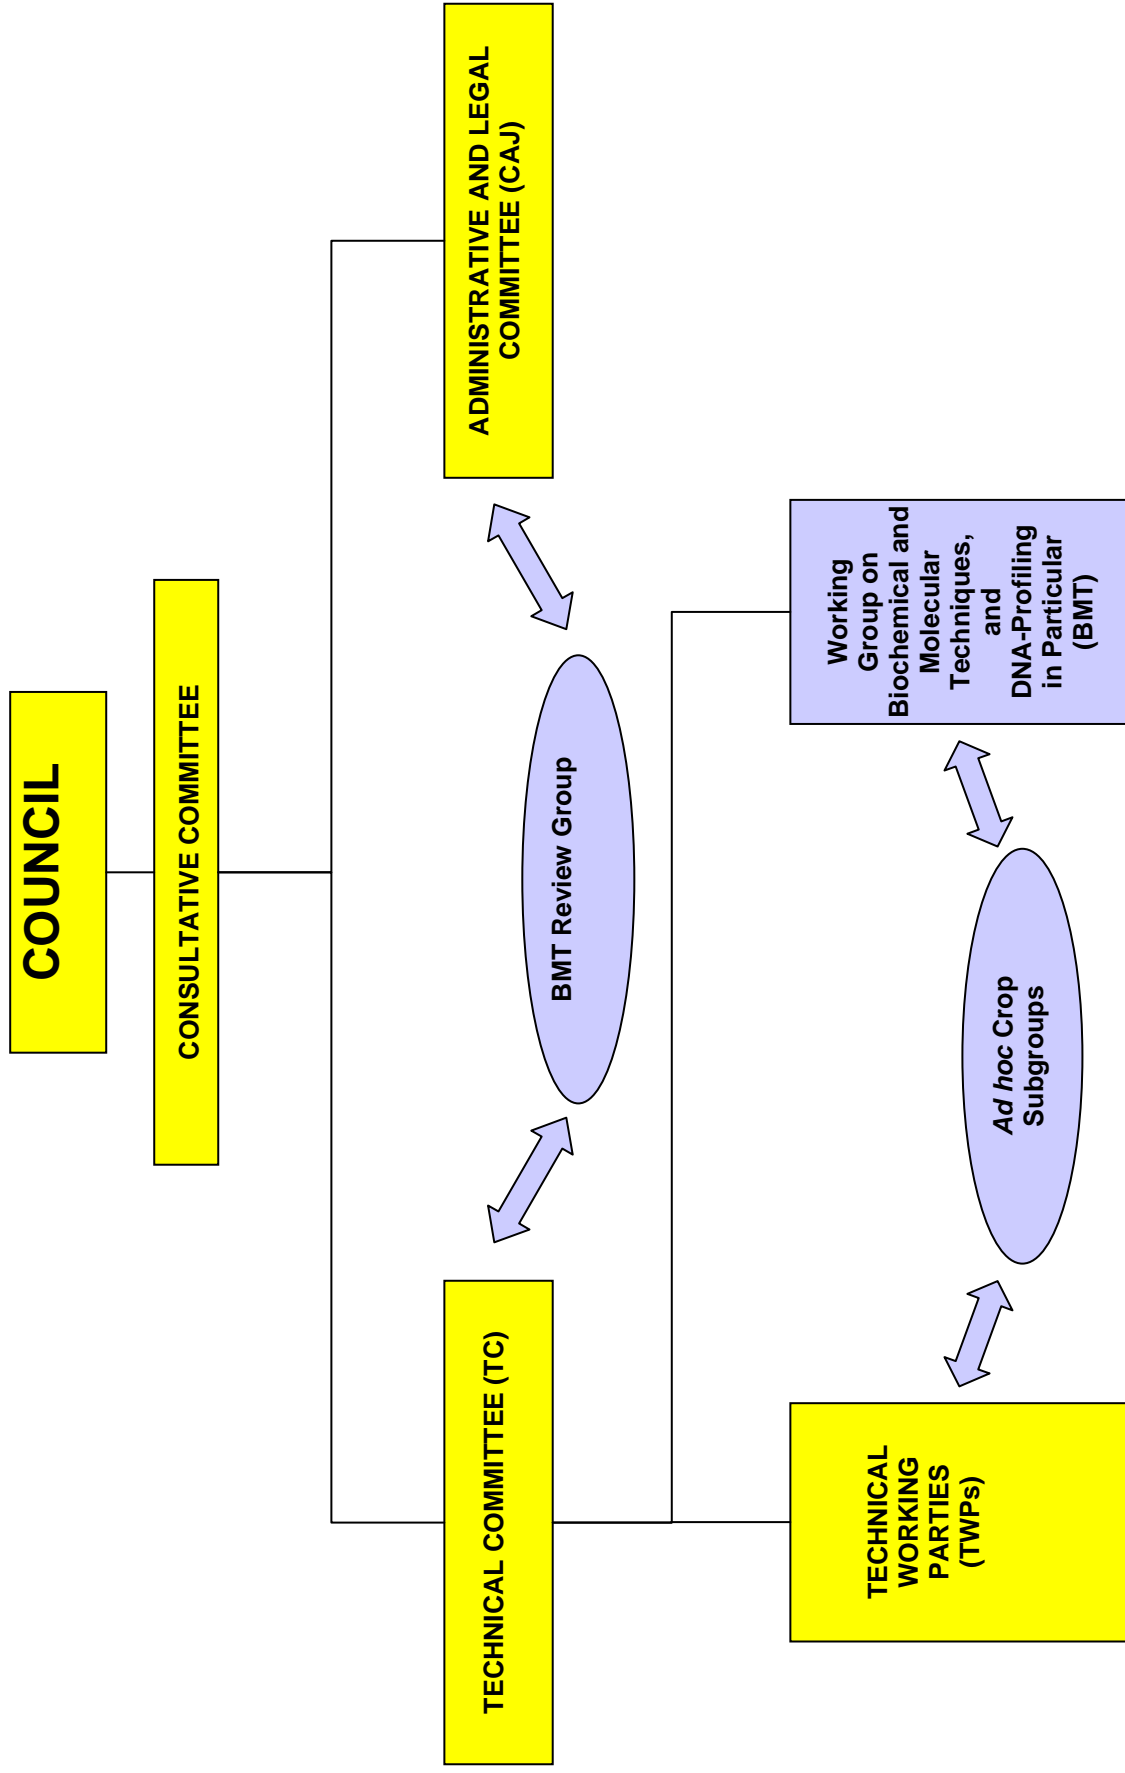 COUNCIL
CONSULTATIVE COMMITTEE
TECHNICAL COMMITTEE (TC)
ADMINISTRATIVE AND LEGAL
COMMITTEE (CAJ)
BMT Review Group
TECHNICAL
WORKING
PARTIES
(TWPs)
Ad hoc Crop
Subgroups
Working
Group on
Biochemical and
Molecular
Techniques,
and
DNA-Profiling
in Particular
(BMT)